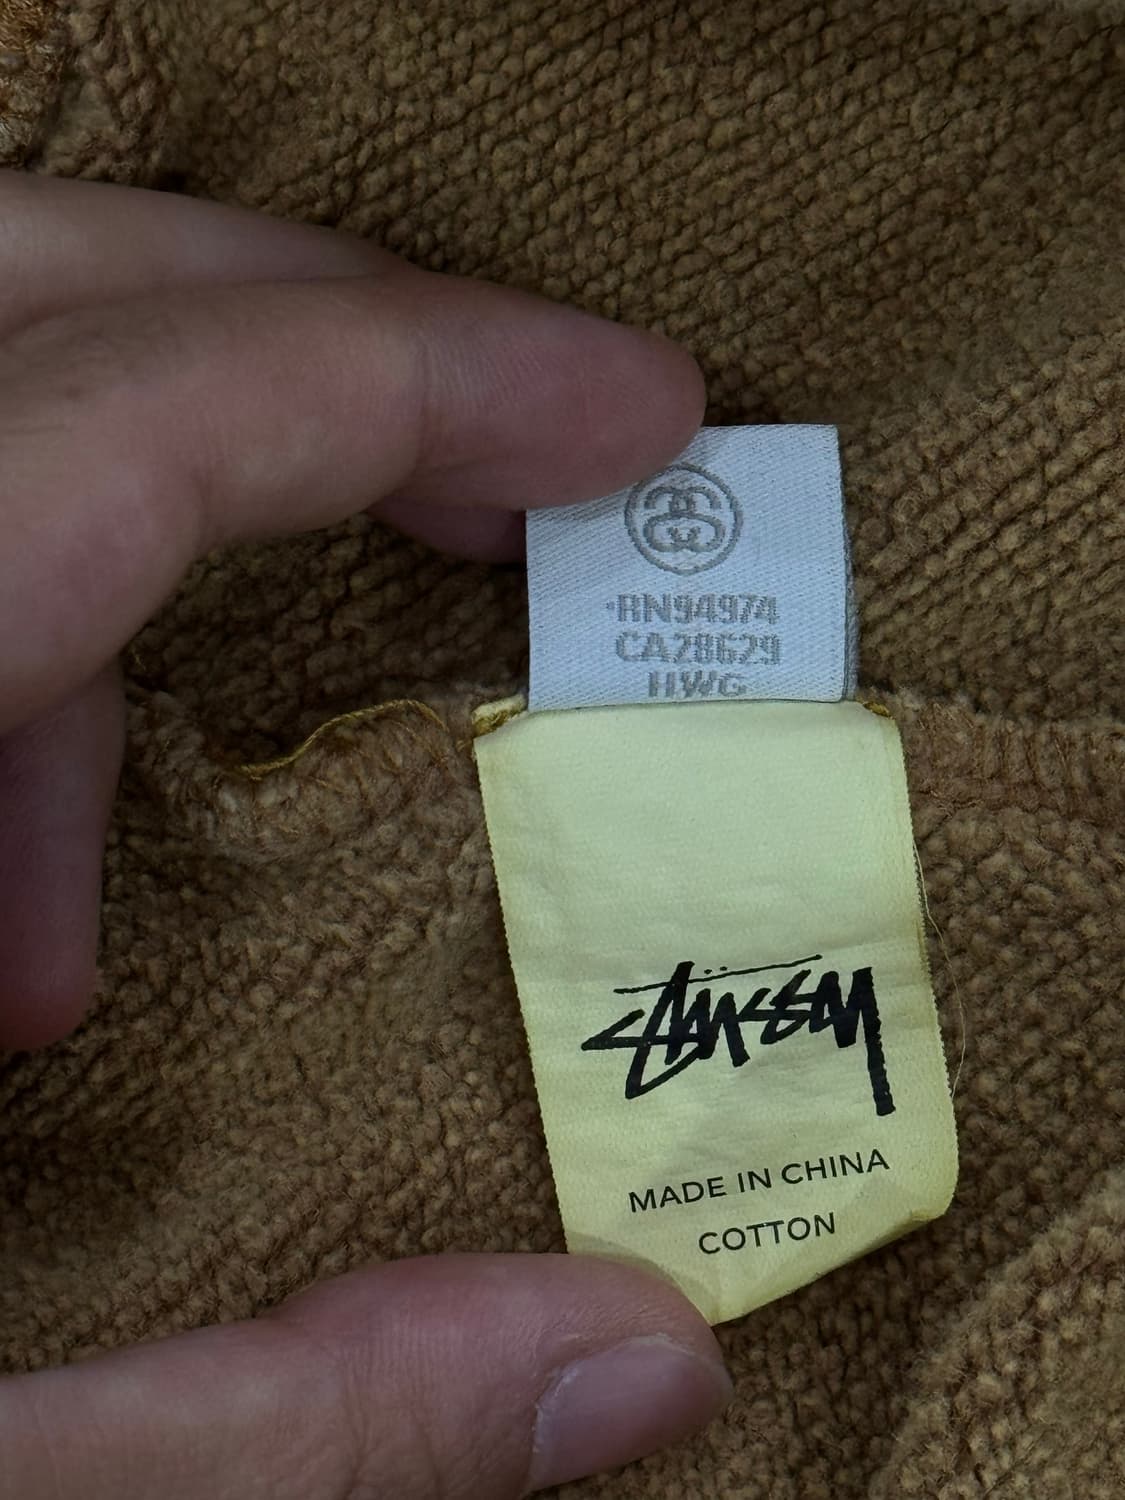 RN94974
CA28629
HWG
Stüssy
MADE IN CHINA
COTTON